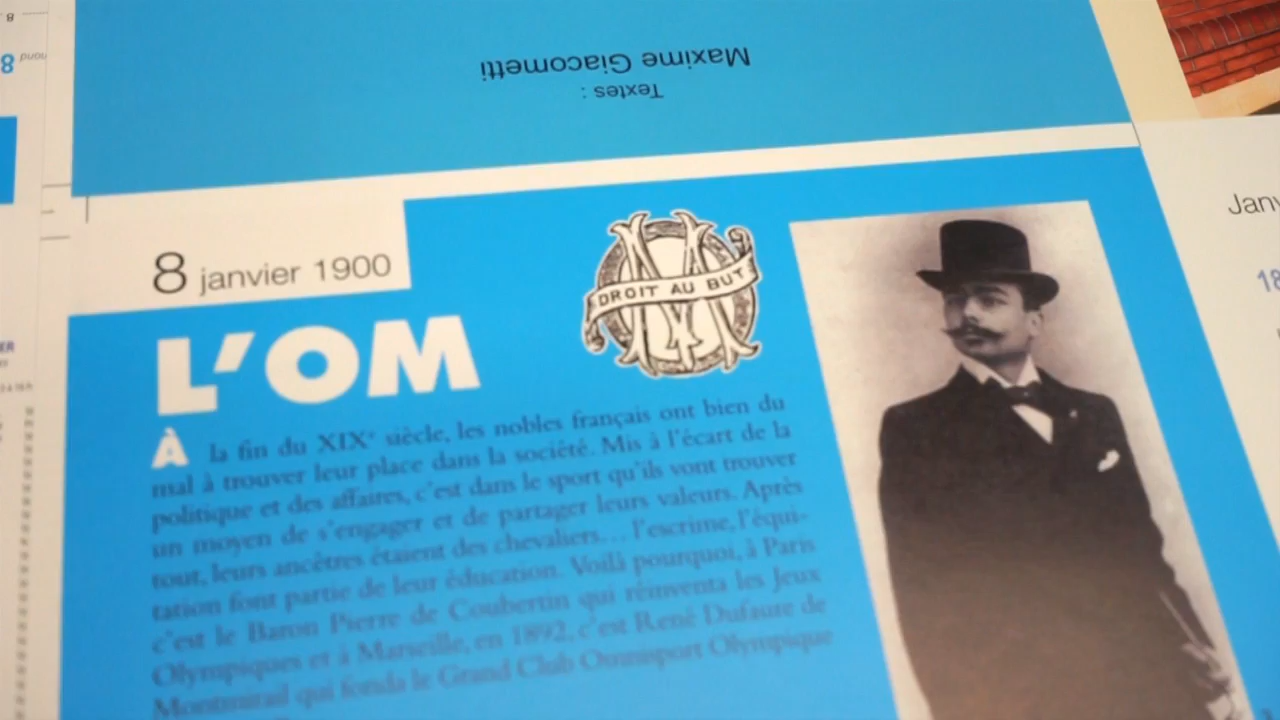 Maxime Giacometti
Textes :
8 janvier 1900
DROIT AU BUT
L'OM
À la fin du XIXe siècle, les nobles français ont bien du
mal à trouver leur place dans la société. Mis à l'écart de la
politique et des affaires, c'est dans le sport qu'ils vont trouver
un moyen de s'engager et de partager leurs valeurs. Après
tout, leurs ancêtres étaient des chevaliers... l'escrime, l'équi-
tation font partie de leur éducation. Voilà pourquoi, à Paris
c'est le Baron Pierre de Coubertin qui réinventa les Jeux
Olympiques et à Marseille, en 1892, c'est René Dufaure de
Montmirail qui fonda le Grand Club Omnisport Olympique